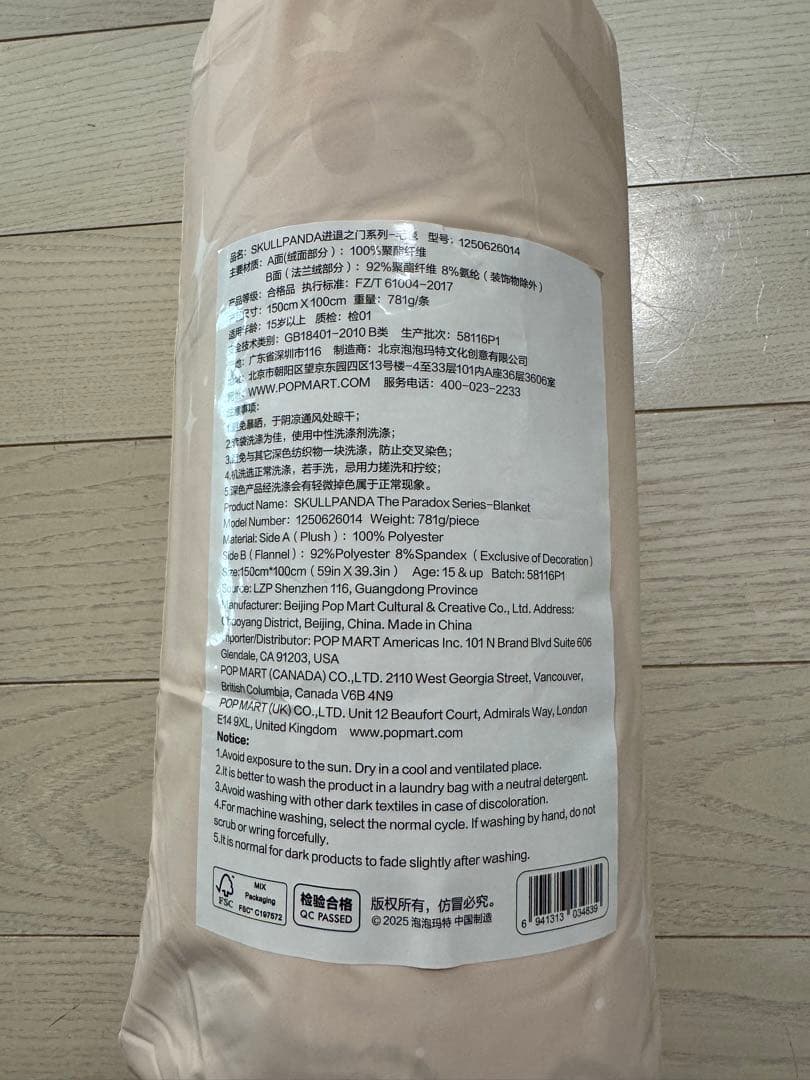 品名：SKULLPANDA进退之门系列-毛毯 型号：1250626014
主要材质：A面(绒面部分)：100%聚酯纤维
B面（法兰绒部分）：92%聚酯纤维 8%氨纶（装饰物除外）
产品等级：合格品 执行标准：FZ/T 61004-2017
尺寸：150cm X 100cm 重量：781g/条
适用年龄：15岁以上 质检：检01
安全技术类别：GB18401-2010 B类 生产批次：58116P1
地：广东省深圳市116 制造商：北京泡泡玛特文化创意有限公司
北京市朝阳区望京东园四区13号楼-4至33层101内A座36层3606室
WWW.POPMART.COM 服务电话：400-023-2233
注意事项：
1.避免暴晒，于阴凉通风处晾干；
2.袋洗涤为佳，使用中性洗涤剂洗涤；
3.避免与其它深色纺织物一块洗涤，防止交叉染色；
4.机洗选正常洗涤，若手洗，忌用力搓洗和拧绞；
5.深色产品经洗涤会有轻微掉色属于正常现象。
Product Name：SKULLPANDA The Paradox Series-Blanket
Model Number：1250626014 Weight: 781g/piece
Material: Side A（Plush）: 100% Polyester
Side B（Flannel）: 92%Polyester 8%Spandex（Exclusive of Decoration）
Size:150cm*100cm（59in X 39.3in） Age: 15 & up Batch: 58116P1
Source: LZP Shenzhen 116, Guangdong Province
Manufacturer: Beijing Pop Mart Cultural & Creative Co., Ltd. Address:
Chaoyang District, Beijing, China. Made in China
Importer/Distributor: POP MART Americas Inc. 101 N Brand Blvd Suite 606
Glendale, CA 91203, USA
POP MART (CANADA) CO.,LTD. 2110 West Georgia Street, Vancouver,
British Columbia, Canada V6B 4N9
POP MART (UK) CO.,LTD. Unit 12 Beaufort Court, Admirals Way, London
E14 9XL, United Kingdom www.popmart.com
Notice:
1.Avoid exposure to the sun. Dry in a cool and ventilated place.
2.It is better to wash the product in a laundry bag with a neutral detergent.
3.Avoid washing with other dark textiles in case of discoloration.
4.For machine washing, select the normal cycle. If washing by hand, do not
scrub or wring forcefully.
5.It is normal for dark products to fade slightly after washing.
FSC
MIX
Packaging
FSC™ C197572
检验合格
QC PASSED
版权所有，仿冒必究。
©2025 泡泡玛特 中国制造
6 941313 034839